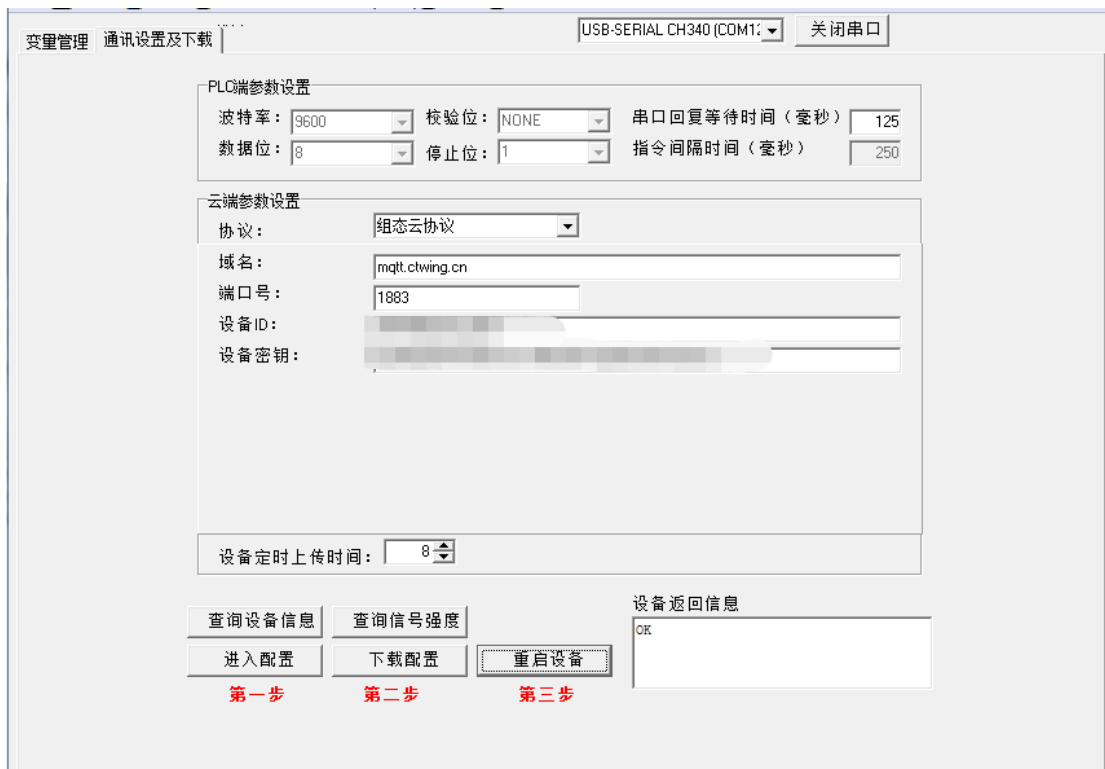 USB-SERIAL CH340 (COM12 关闭串口
变量管理 通讯设置及下载
PLC端参数设置
波特率： 9600 校验位： NONE 串口回复等待时间（毫秒） 125
数据位： 8 停止位： 1 指令间隔时间（毫秒） 250
云端参数设置
协议： 组态云协议
域名： mqtt.ctwing.cn
端口号： 1883
设备ID：
设备密钥：
设备定时上传时间： 8
查询设备信息 查询信号强度 设备返回信息
OK
进入配置 下载配置 重启设备
第一步 第二步 第三步